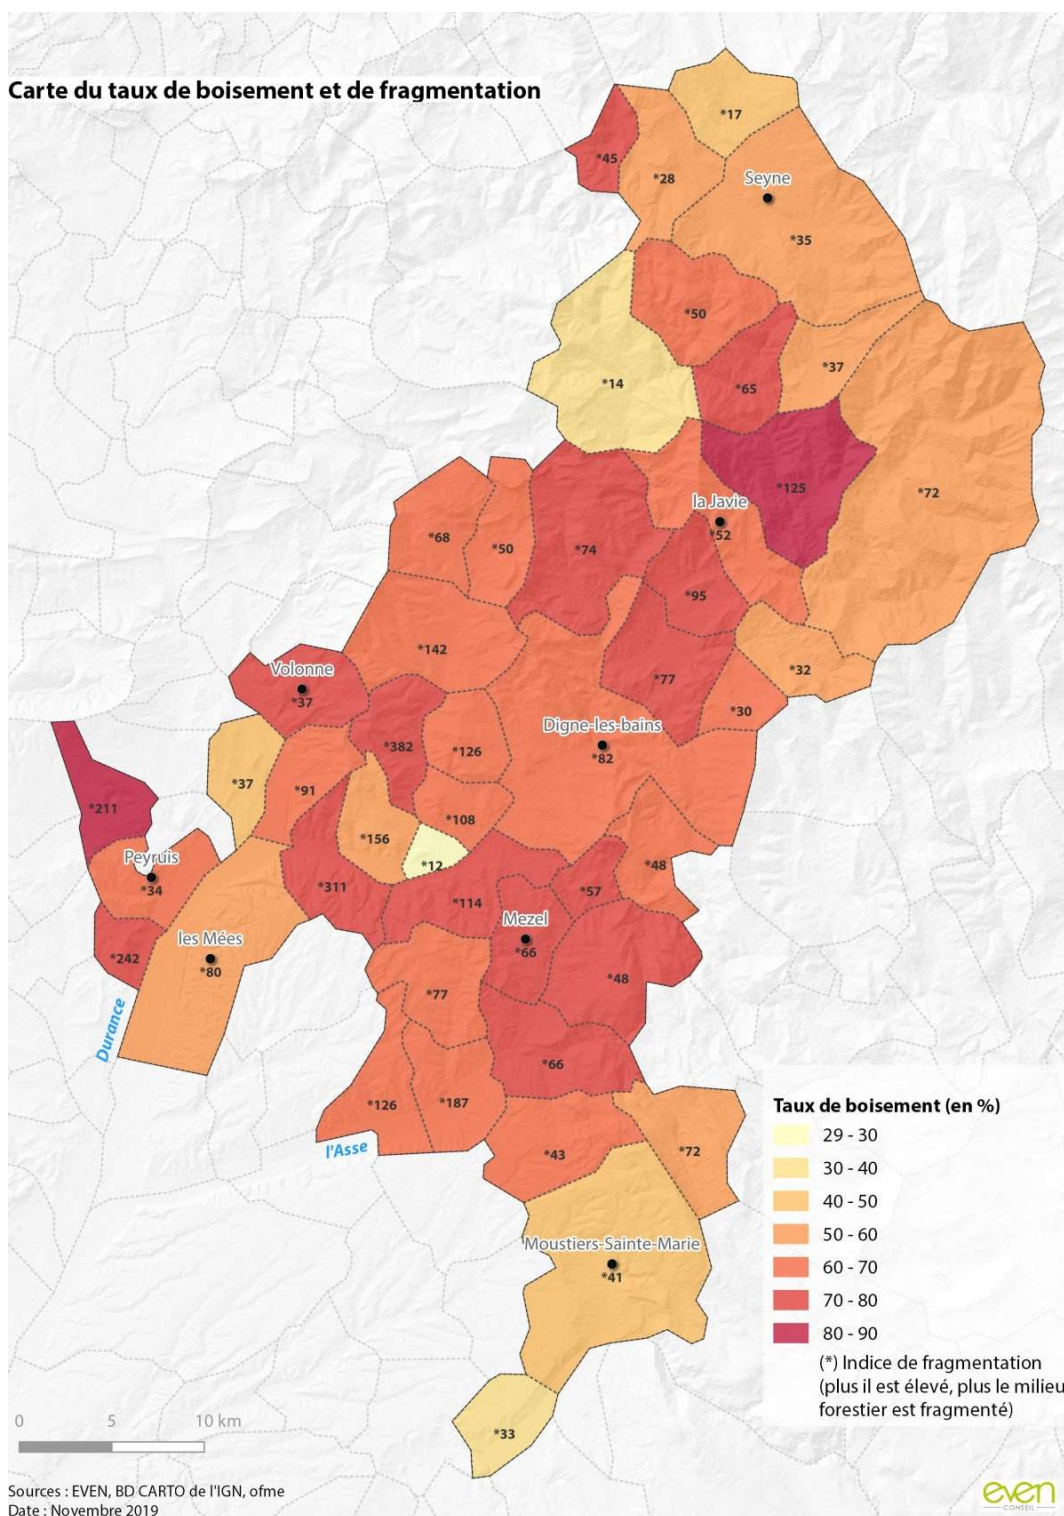 Carte du taux de boisement et de fragmentation
*17
*45
*28
Seyne
*35
*50
*37
*14
*65
*125
*72
la Javie
*52
*68
*50
*74
*95
*142
*32
*77
Volonne
*37
*30
Digne-les-bains
*82
*382
*126
*37
*91
*211
*108
*156
*12
Peyruis
*34
*48
*311
*57
*114
Mezel
*66
les Mées
*80
*242
*48
*77
Durance
*66
*126
*187
l'Asse
*43
*72
Moustiers-Sainte-Marie
*41
*33
Taux de boisement (en %)
29 - 30
30 - 40
40 - 50
50 - 60
60 - 70
70 - 80
80 - 90
(*) Indice de fragmentation
(plus il est élevé, plus le milieu
forestier est fragmenté)
0 5 10 km
Sources : EVEN, BD CARTO de l'IGN, ofme
Date : Novembre 2019
even
CONSEIL